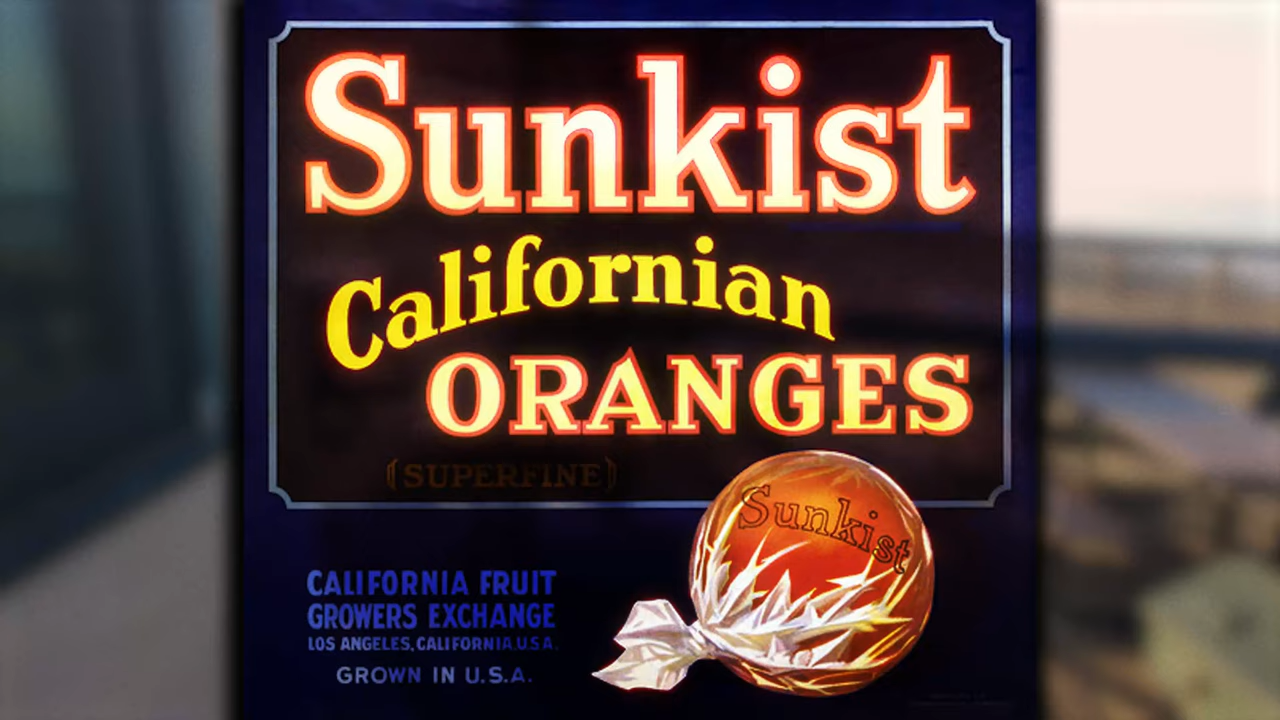 Sunkist
Californian
ORANGES
(SUPERFINE)
Sunkist
CALIFORNIA FRUIT
GROWERS EXCHANGE
LOS ANGELES, CALIFORNIA, U.S.A.
GROWN IN U.S.A.